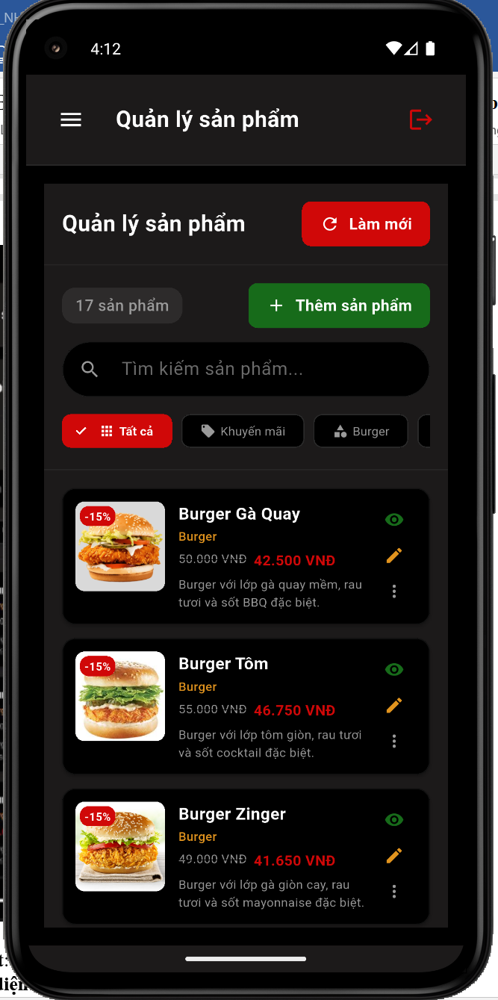 4:12
Quản lý sản phẩm
Quản lý sản phẩm
Làm mới
17 sản phẩm
Thêm sản phẩm
Tìm kiếm sản phẩm...
Tất cả
Khuyến mãi
Burger
-15%
Burger Gà Quay
Burger
50.000 VNĐ 42.500 VNĐ
Burger với lớp gà quay mềm, rau
tươi và sốt BBQ đặc biệt.
-15%
Burger Tôm
Burger
55.000 VNĐ 46.750 VNĐ
Burger với lớp tôm giòn, rau tươi
và sốt cocktail đặc biệt.
-15%
Burger Zinger
Burger
49.000 VNĐ 41.650 VNĐ
Burger với lớp gà giòn cay, rau
tươi và sốt mayonnaise đặc biệt.